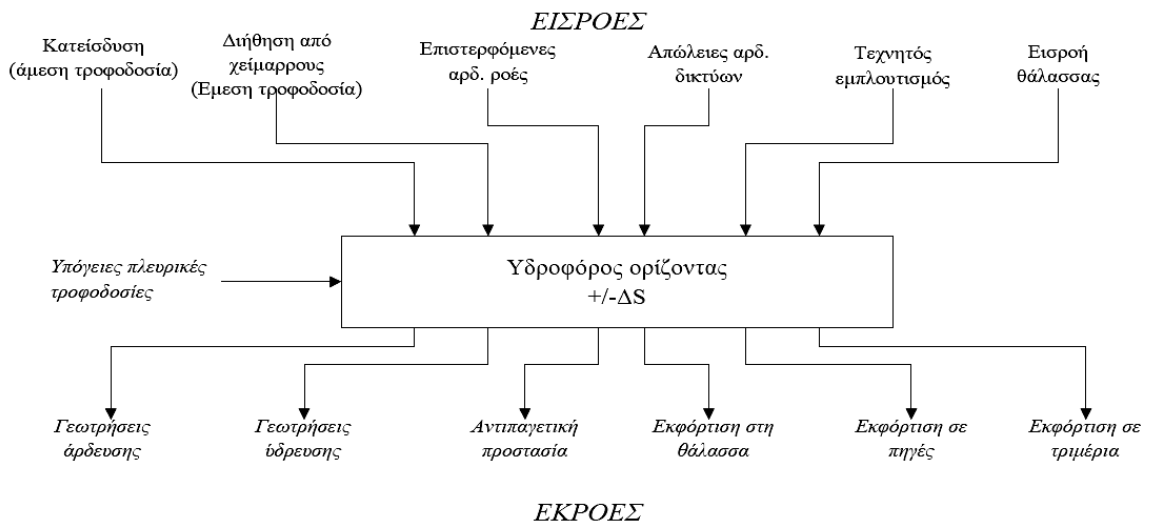 ΕΙΣΡΟΕΣ
Κατείσδυση
(άμεση τροφοδοσία)
Διήθηση από
χείμαρρους
(Έμεση τροφοδοσία)
Επιστερφόμενες
αρδ. ροές
Απώλειες αρδ.
δικτύων
Τεχνητός
εμπλουτισμός
Εισροή
θάλασσας
Υπόγειες πλευρικές
τροφοδοσίες
Υδροφόρος ορίζοντας
+/-ΔS
Γεωτρήσεις
άρδευσης
Γεωτρήσεις
ύδρευσης
Αντιπαγετική
προστασία
Εκφόρτιση στη
θάλασσα
Εκφόρτιση σε
πηγές
Εκφόρτιση σε
τριμέρια
ΕΚΡΟΕΣ